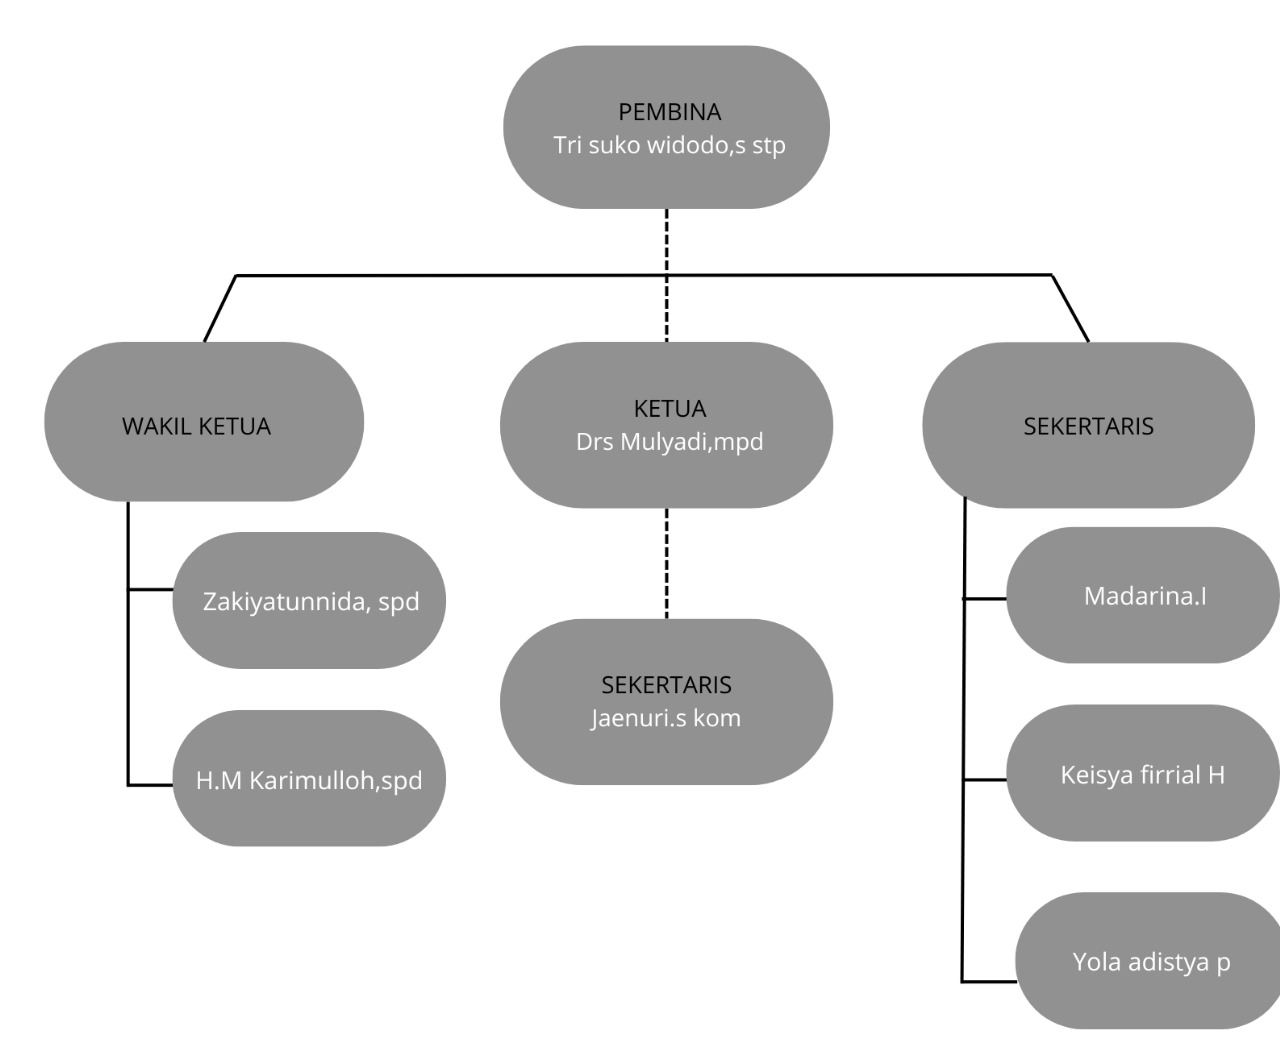 PEMBINA
Tri suko widodo,s stp
WAKIL KETUA
KETUA
Drs Mulyadi,mpd
SEKERTARIS
Zakiyatunnida, spd
H.M Karimulloh,spd
SEKERTARIS
Jaenuri.s kom
Madarina.I
Keisya firrial H
Yola adistya p